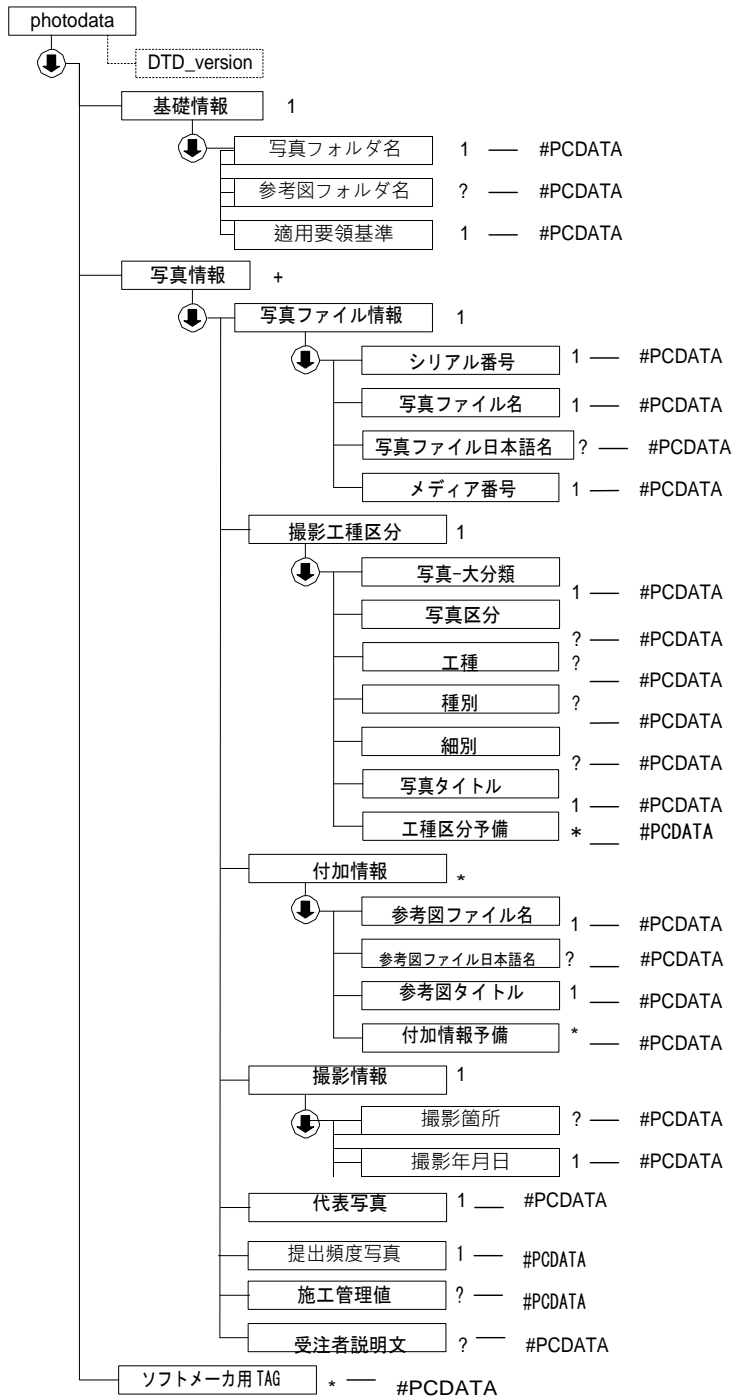 photodata
DTD_version
基礎情報 1
写真フォルダ名 1 #PCDATA
参考図フォルダ名 ? #PCDATA
適用要領基準 1 #PCDATA
写真情報 +
写真ファイル情報 1
シリアル番号 1 #PCDATA
写真ファイル名 1 #PCDATA
写真ファイル日本語名 ? #PCDATA
メディア番号 1 #PCDATA
撮影工種区分 1
写真-大分類 1 #PCDATA
写真区分 ? #PCDATA
工種 ? #PCDATA
種別 ? #PCDATA
細別 ? #PCDATA
写真タイトル 1 #PCDATA
工種区分予備 * #PCDATA
付加情報 *
参考図ファイル名 1 #PCDATA
参考図ファイル日本語名 ? #PCDATA
参考図タイトル 1 #PCDATA
付加情報予備 * #PCDATA
撮影情報 1
撮影箇所 ? #PCDATA
撮影年月日 1 #PCDATA
代表写真 1 #PCDATA
提出頻度写真 1 #PCDATA
施工管理値 ? #PCDATA
受注者説明文 ? #PCDATA
ソフトメーカ用TAG * #PCDATA